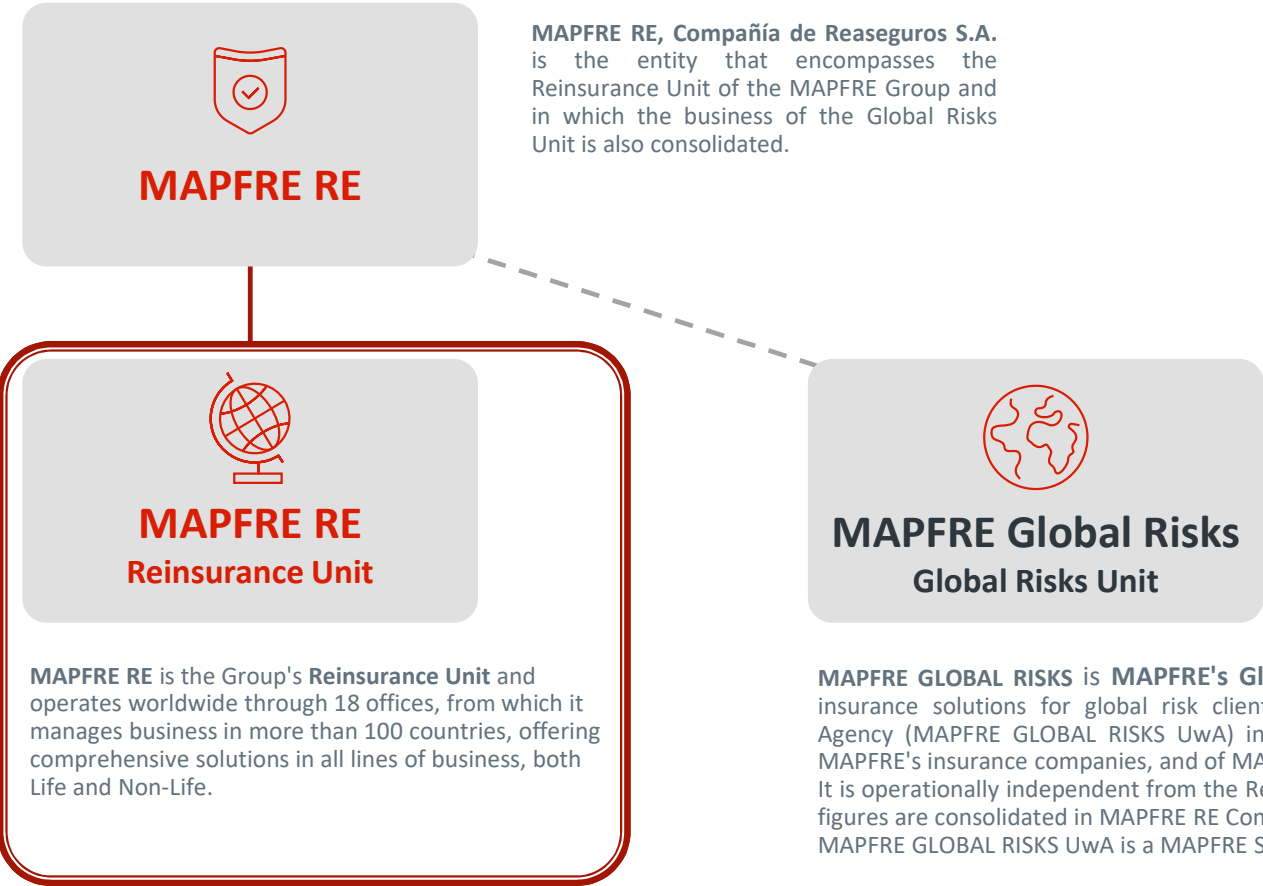 MAPFRE RE, Compañía de Reaseguros S.A.
is the entity that encompasses the
Reinsurance Unit of the MAPFRE Group and
in which the business of the Global Risks
Unit is also consolidated.
MAPFRE RE
MAPFRE RE
Reinsurance Unit
MAPFRE RE is the Group's Reinsurance Unit and
operates worldwide through 18 offices, from which it
manages business in more than 100 countries, offering
comprehensive solutions in all lines of business, both
Life and Non-Life.
MAPFRE Global Risks
Global Risks Unit
MAPFRE GLOBAL RISKS is MAPFRE's Gl
insurance solutions for global risk clien
Agency (MAPFRE GLOBAL RISKS UwA) in
MAPFRE's insurance companies, and of MA
It is operationally independent from the Re
figures are consolidated in MAPFRE RE Con
MAPFRE GLOBAL RISKS UwA is a MAPFRE S